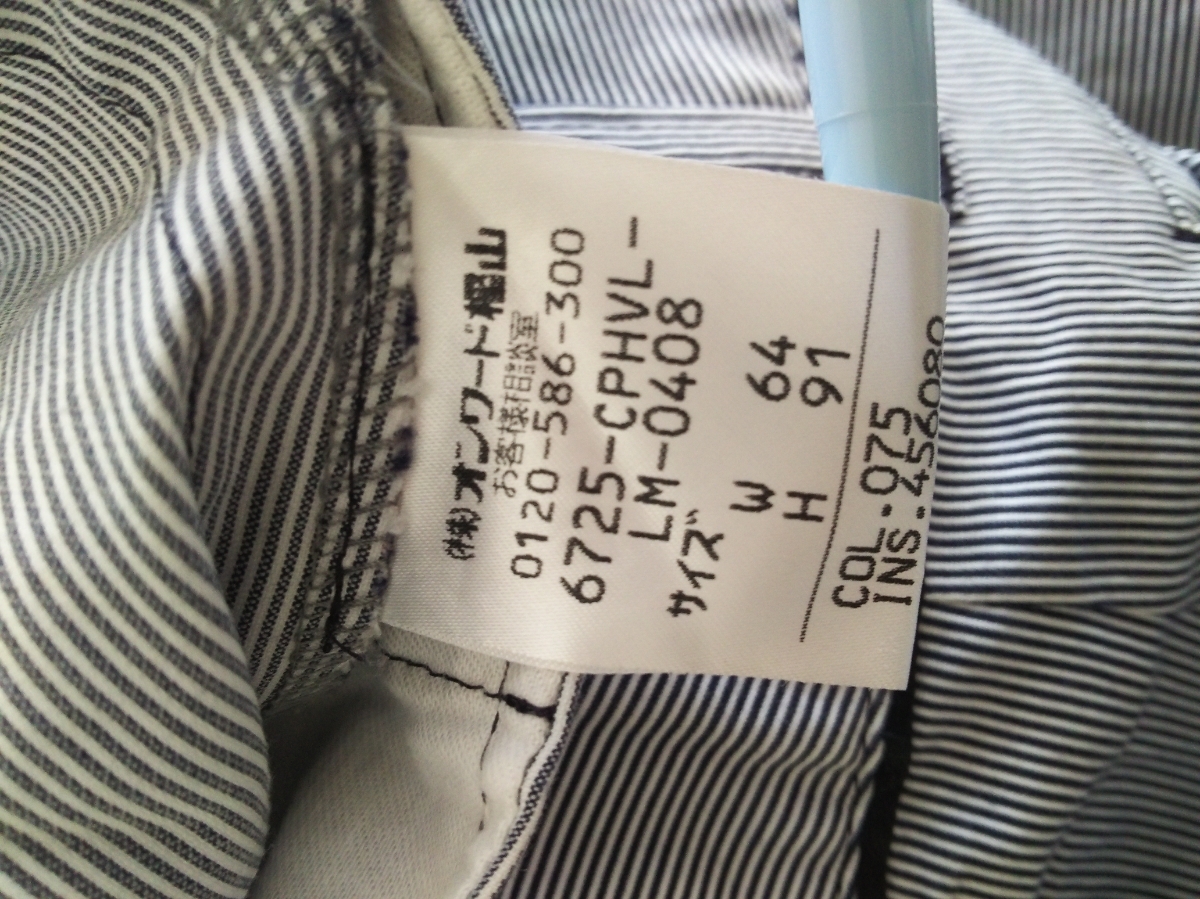 (株)オンワード樫山
お客様相談室
0120-586-300
6725-CPHVL-
LM-0408
サイズ
W 64
H 91
COL.075
INS.456080